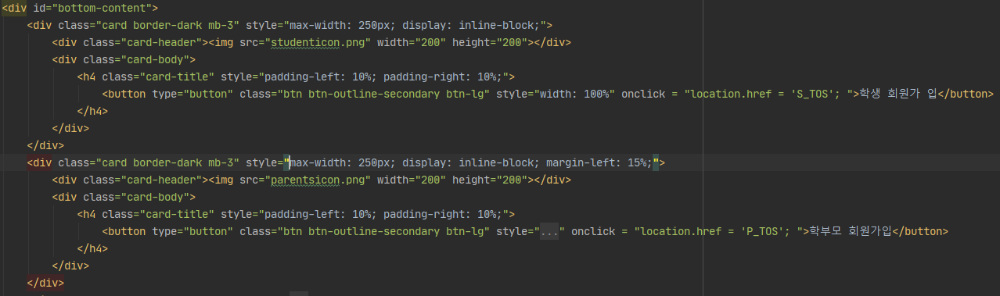 <div id="bottom-content">
<div class="card border-dark mb-3" style="max-width: 250px; display: inline-block;">
<div class="card-header"><img src="studenticon.png" width="200" height="200"></div>
<div class="card-body">
<h4 class="card-title" style="padding-left: 10%; padding-right: 10%;">
<button type="button" class="btn btn-outline-secondary btn-lg" style="width: 100%" onclick = "location.href = 'S_TOS'; ">학생 회원가 입</button>
</h4>
</div>
</div>
<div class="card border-dark mb-3" style="max-width: 250px; display: inline-block; margin-left: 15%;">
<div class="card-header"><img src="parentsicon.png" width="200" height="200"></div>
<div class="card-body">
<h4 class="card-title" style="padding-left: 10%; padding-right: 10%;">
<button type="button" class="btn btn-outline-secondary btn-lg" style="..." onclick = "location.href = 'P_TOS'; ">학부모 회원가입</button>
</h4>
</div>
</div>